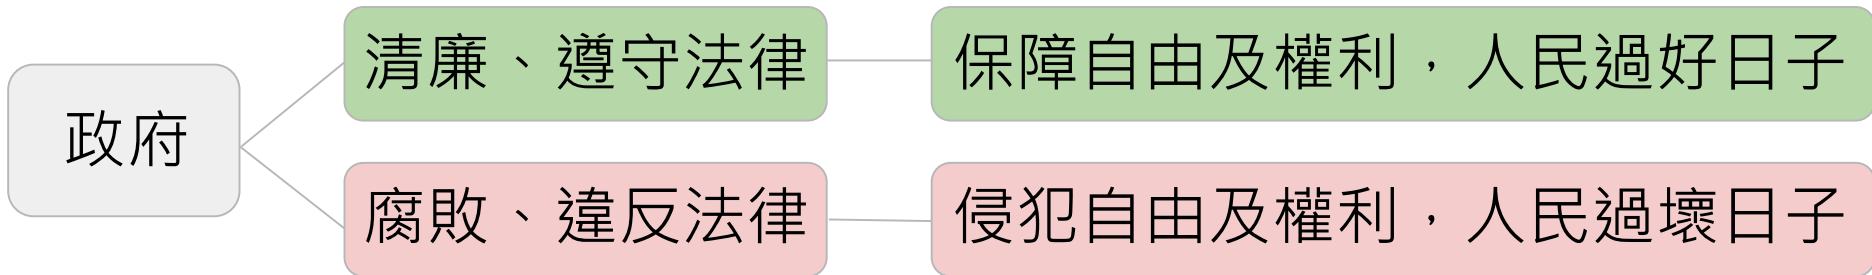 政府
清廉、遵守法律
保障自由及權利，人民過好日子
腐敗、違反法律
侵犯自由及權利，人民過壞日子